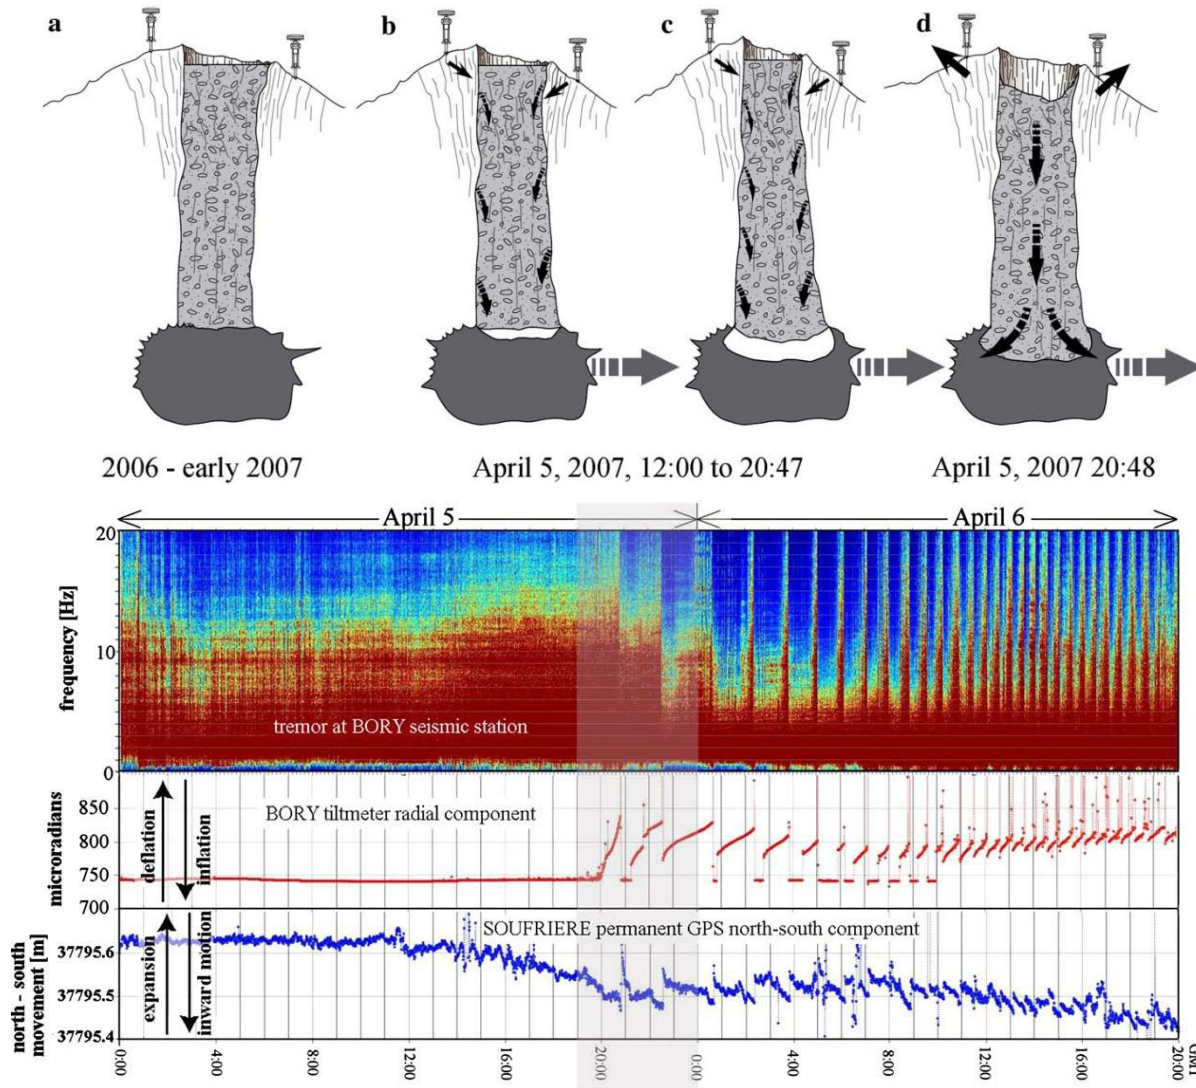 a b c d
2006 - early 2007
April 5, 2007, 12:00 to 20:47
April 5, 2007 20:48
April 5
April 6
20
10
0
frequency [Hz]
tremor at BORY seismic station
850
800
750
700
microradians
deflation
inflation
BORY tiltmeter radial component
37795.6
37795.5
37795.4
north - south
movement [m]
expansion
inward motion
SOUFRIERE permanent GPS north-south component
0:00 4:00 8:00 12:00 16:00 20:00 0:00 4:00 8:00 12:00 16:00 20:00